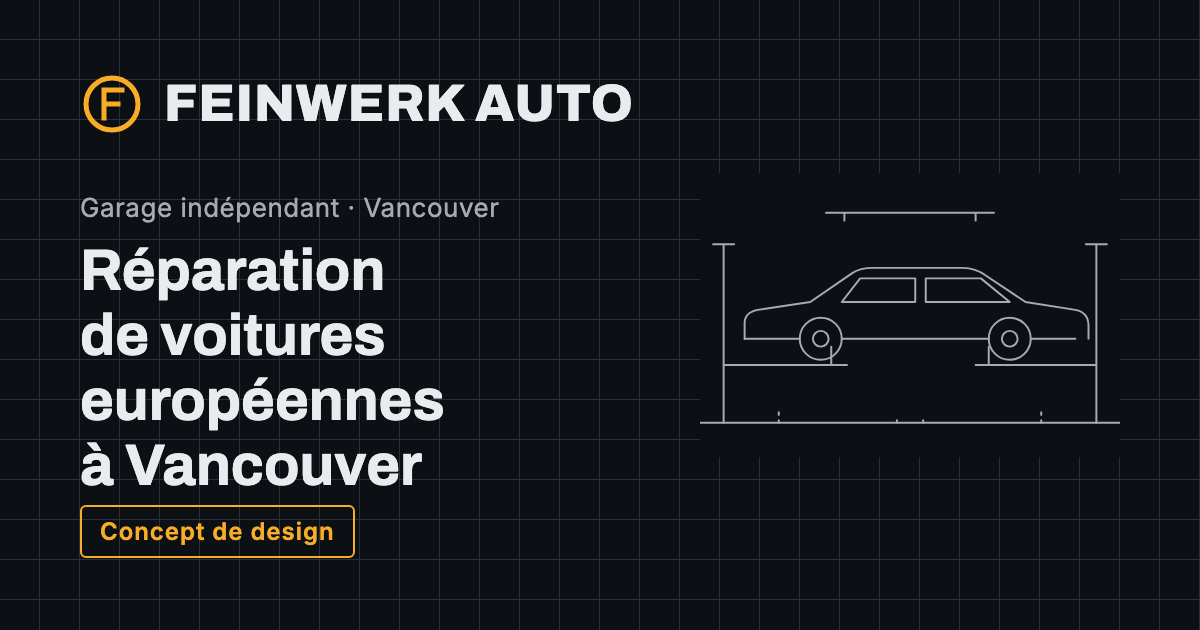 F FEINWERK AUTO
Garage indépendant · Vancouver
Réparation
de voitures
européennes
à Vancouver
Concept de design